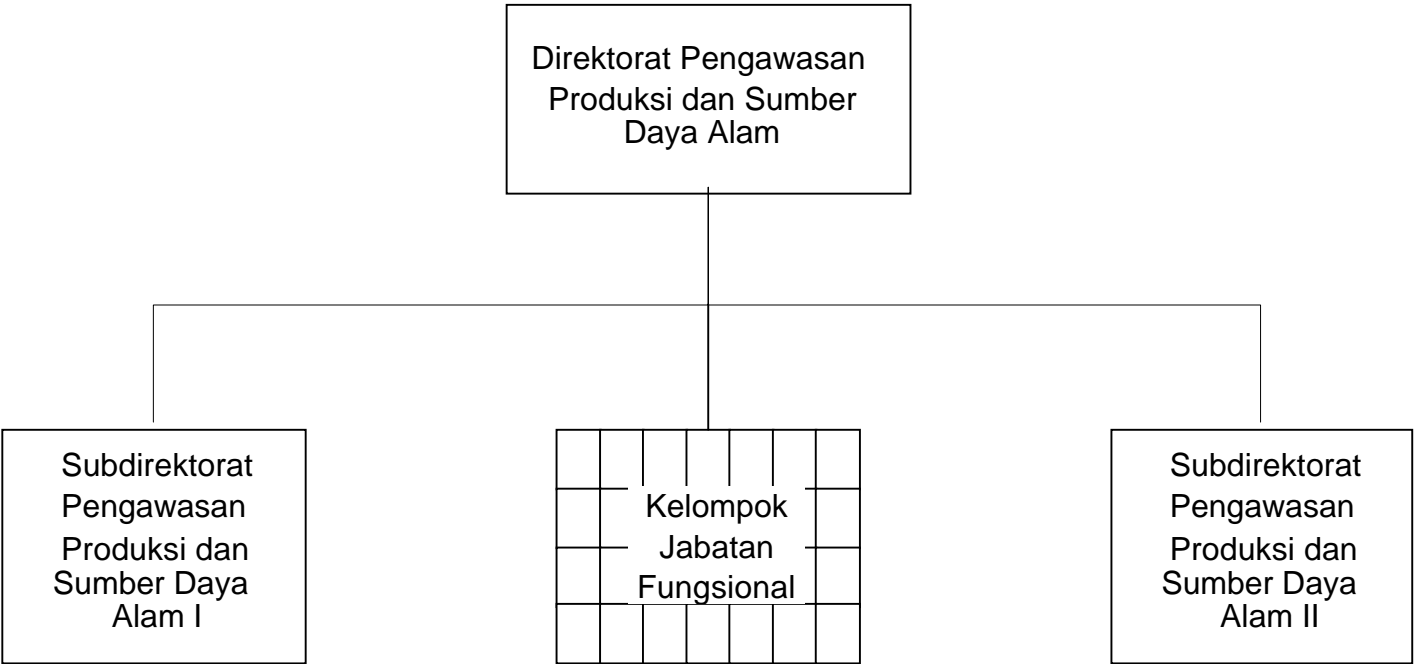 Direktorat Pengawasan
Produksi dan Sumber
Daya Alam
Subdirektorat
Pengawasan
Produksi dan
Sumber Daya
Alam I
Kelompok
Jabatan
Fungsional
Subdirektorat
Pengawasan
Produksi dan
Sumber Daya
Alam II